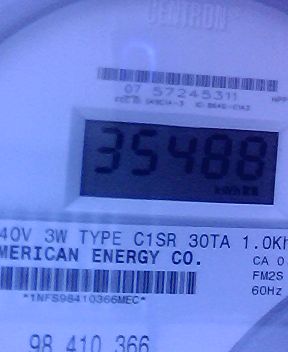 CENTRON
07 57245311
35488
kWh
40V 3W TYPE C1SR 30TA 1.0Kh
MERICAN ENERGY CO.
CA 0
FM2S
60Hz
*1NFS98410366MEC*
98 410 366